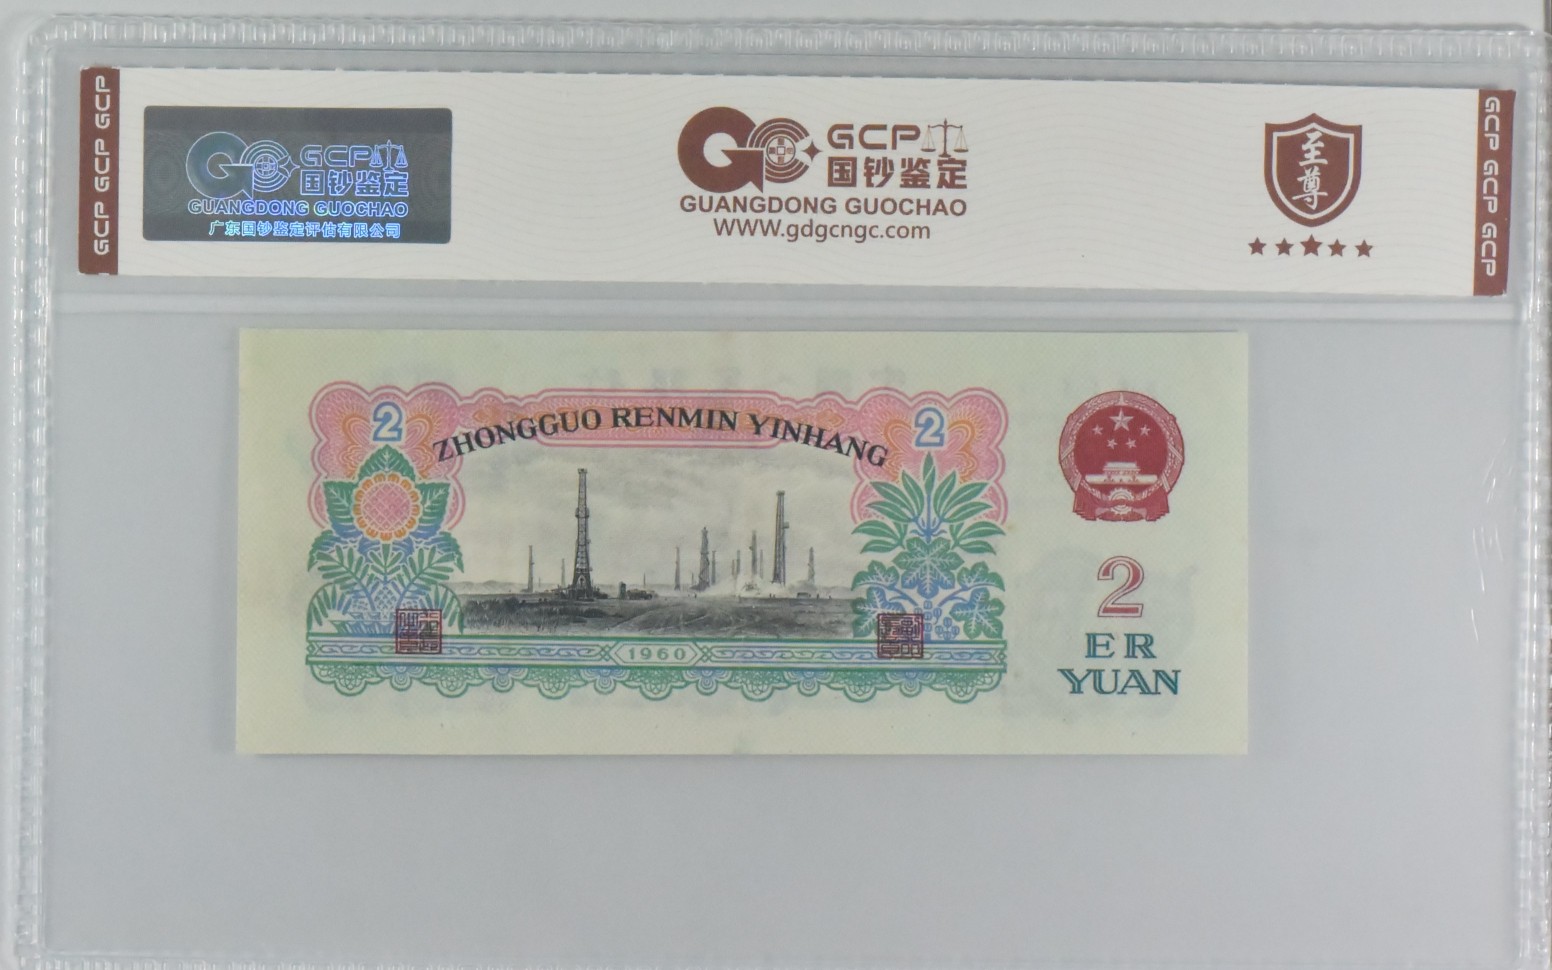 GCP GCP GCP
GCP
国钞鉴定
GUANGDONG GUOCHAO
广东国钞鉴定评估有限公司
GCP
国钞鉴定
GUANGDONG GUOCHAO
WWW.gdgcngc.com
至尊
GCP GCP GCP
2
ZHONGGUO RENMIN YINHANG
2
1960
2
ER
YUAN